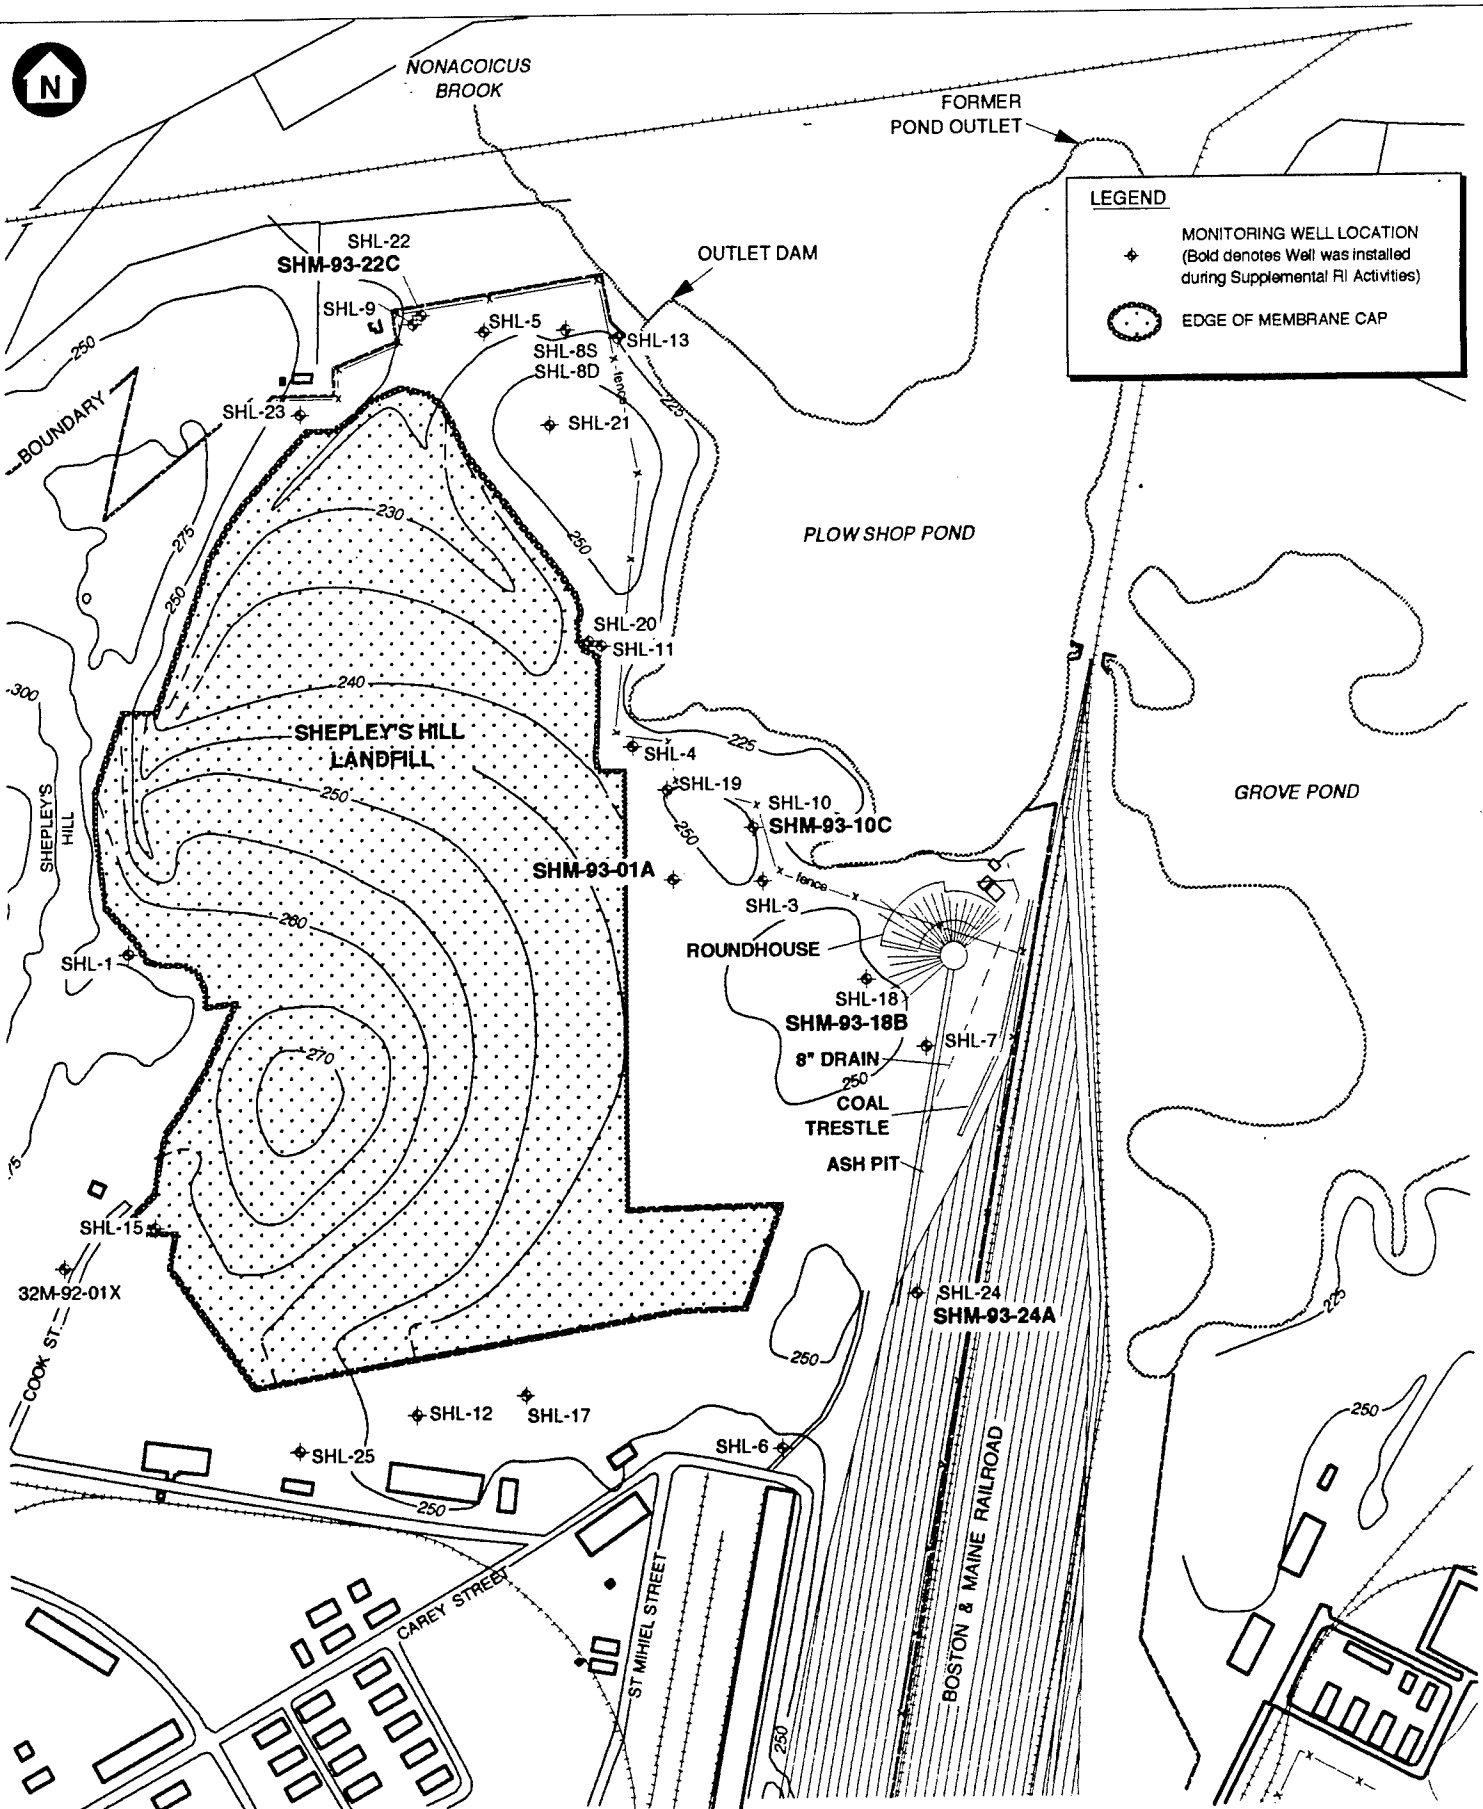 N
NONACOICUS
BROOK
FORMER
POND OUTLET
LEGEND
MONITORING WELL LOCATION
(Bold denotes Well was installed
during Supplemental RI Activities)
EDGE OF MEMBRANE CAP
SHL-22
SHM-93-22C
OUTLET DAM
SHL-9
SHL-5
SHL-8S
SHL-8D
SHL-13
fence
250
225
BOUNDARY
SHL-23
SHL-21
230
PLOW SHOP POND
275
250
250
SHL-20
SHL-11
300
240
SHEPLEY'S HILL
LANDFILL
225
SHL-4
SHL-19
250
SHL-10
SHM-93-10C
GROVE POND
SHEPLEY'S
HILL
250
SHM-93-01A
fence
SHL-3
260
ROUNDHOUSE
SHL-1
SHL-18
SHM-93-18B
SHL-7
270
8" DRAIN
250
COAL
TRESTLE
ASH PIT
SHL-15
32M-92-01X
SHL-24
SHM-93-24A
225
COOK ST.
250
250
SHL-12
SHL-17
SHL-6
SHL-25
250
BOSTON & MAINE RAILROAD
CAREY STREET
ST MIHIEL STREET
250